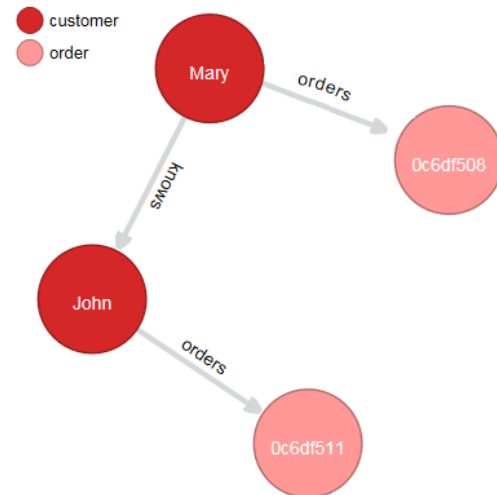 customer
order
Mary
orders
0c6df508
knows
John
orders
0c6df511